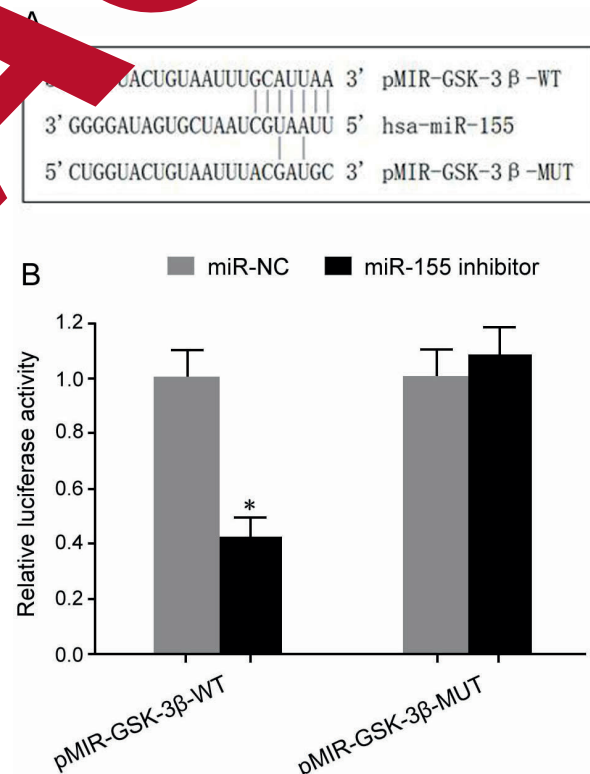 A
UACUGUAAUUUGCAUUAA 3' pMIR-GSK-3β-WT
3' GGGGAUAGUGCUAAUCGUAAUU 5' hsa-miR-155
5' CUGGUACUGUAAUUUACGAUGC 3' pMIR-GSK-3β-MUT
B
miR-NC miR-155 inhibitor
Relative luciferase activity
1.2
1.0
0.8
0.6
*
0.4
0.2
0.0
pMIR-GSK-3β-WT pMIR-GSK-3β-MUT